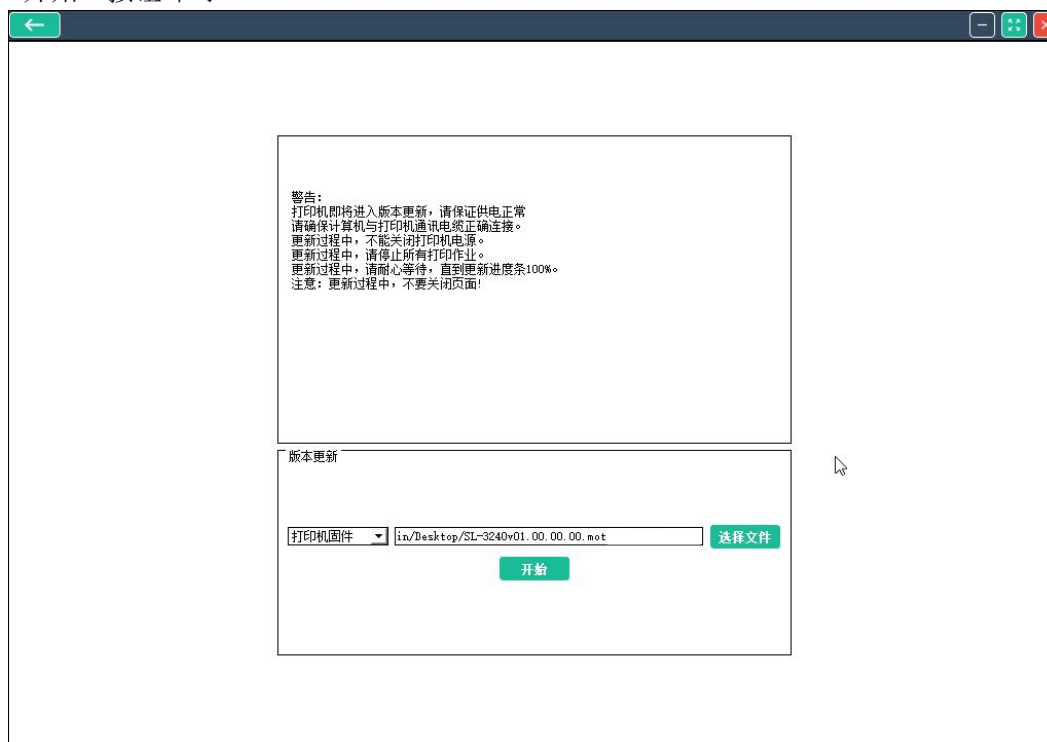 警告:
打印机即将进入版本更新，请保证供电正常
请确保计算机与打印机通讯电缆正确连接。
更新过程中，不能关闭打印机电源。
更新过程中，请停止所有打印作业。
更新过程中，请耐心等待，直到更新进度条100%。
注意: 更新过程中，不要关闭页面!
版本更新
打印机固件 in/Desktop/SL-3240v01.00.00.00.mot 选择文件
开始